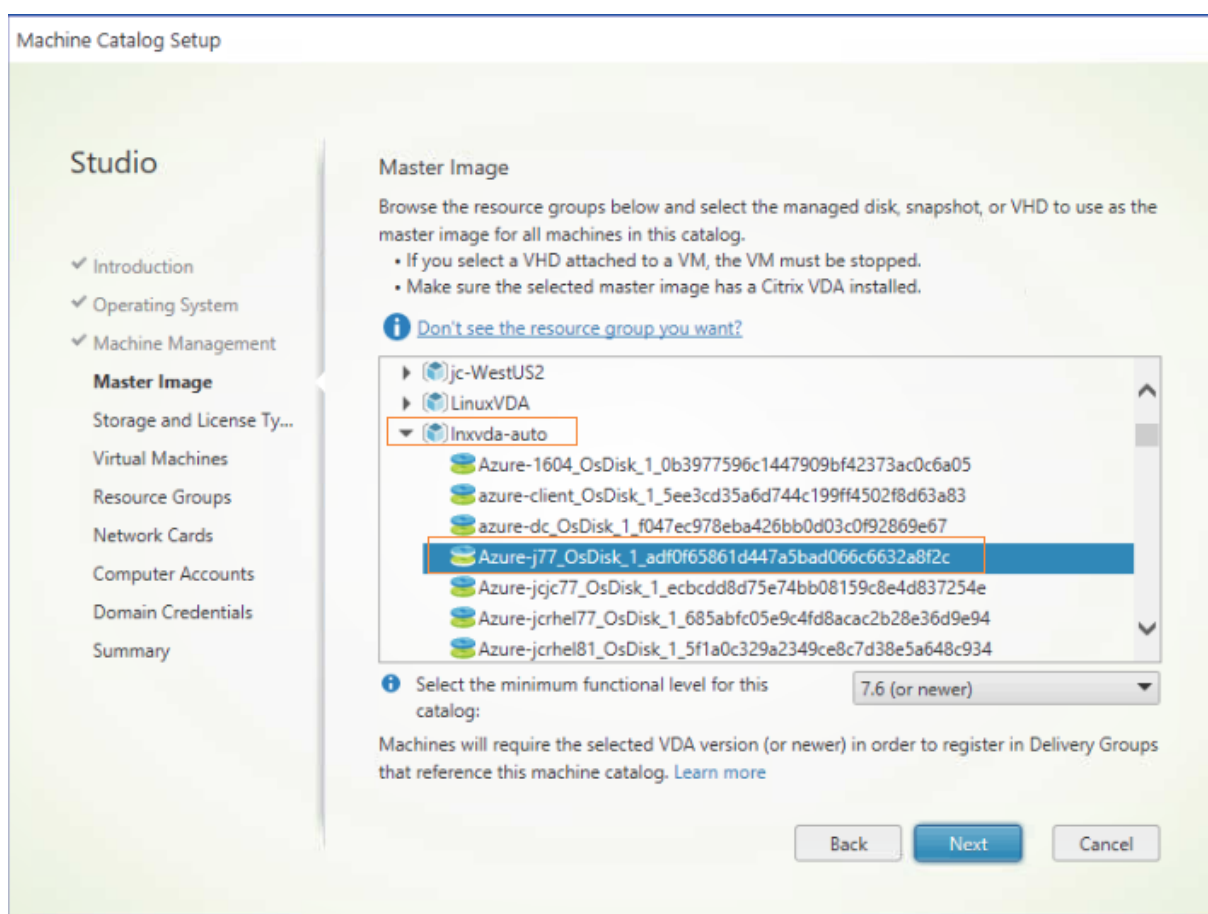 Machine Catalog Setup
Studio
Introduction
Operating System
Machine Management
Master Image
Storage and License Ty...
Virtual Machines
Resource Groups
Network Cards
Computer Accounts
Domain Credentials
Summary
Master Image
Browse the resource groups below and select the managed disk, snapshot, or VHD to use as the
master image for all machines in this catalog.
• If you select a VHD attached to a VM, the VM must be stopped.
• Make sure the selected master image has a Citrix VDA installed.
Don't see the resource group you want?
jc-WestUS2
LinuxVDA
lnxvda-auto
Azure-1604_OsDisk_1_0b3977596c1447909bf42373ac0c6a05
azure-client_OsDisk_1_5ee3cd35a6d744c199ff4502f8d63a83
azure-dc_OsDisk_1_f047ec978eba426bb0d03c0f92869e67
Azure-j77_OsDisk_1_adf0f65861d447a5bad066c6632a8f2c
Azure-jcjc77_OsDisk_1_ecbcdd8d75e74bb08159c8e4d837254e
Azure-jcrhel77_OsDisk_1_685abfc05e9c4fd8acac2b28e36d9e94
Azure-jcrhel81_OsDisk_1_5f1a0c329a2349ce8c7d38e5a648c934
Select the minimum functional level for this
catalog:
7.6 (or newer)
Machines will require the selected VDA version (or newer) in order to register in Delivery Groups
that reference this machine catalog. Learn more
Back
Next
Cancel